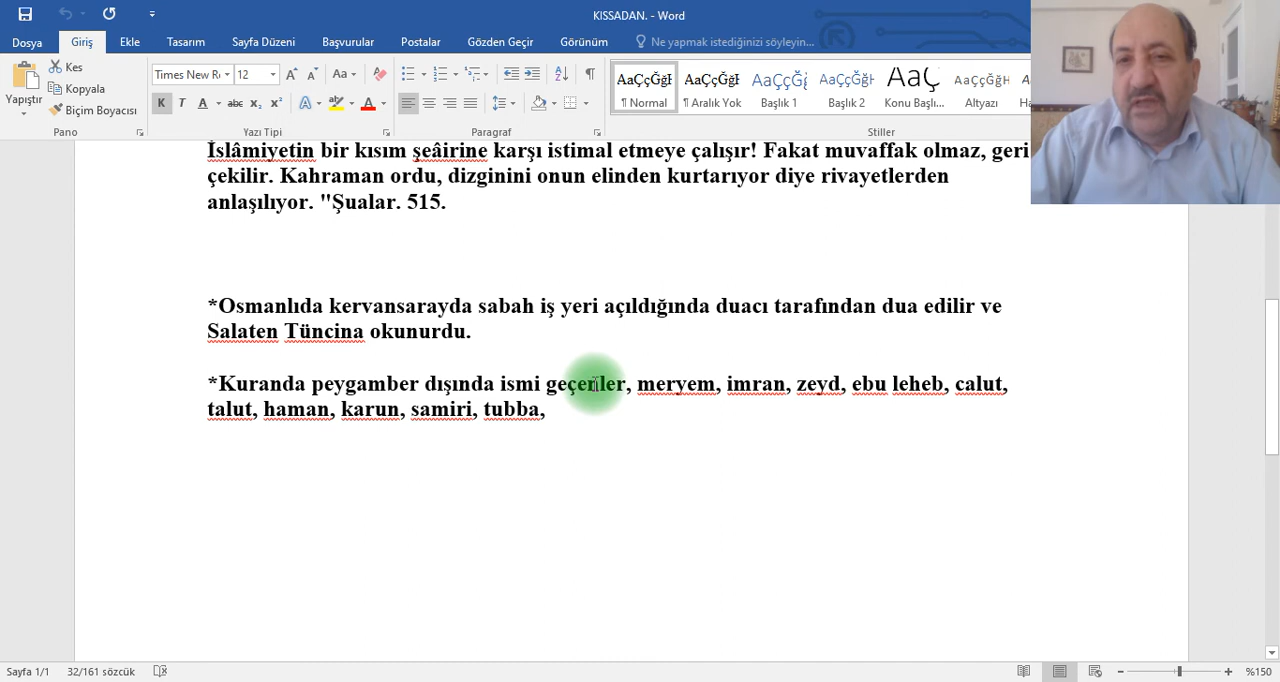 KISSADAN. - Word
Dosya Giriş Ekle Tasarım Sayfa Düzeni Başvurular Postalar Gözden Geçir Görünüm Ne yapmak istediğinizi söyleyin...
Yapıştır
Kes
Kopyala
Biçim Boyacısı
Pano
Times New Ro 12
Yazı Tipi
Paragraf
AaÇçĞğl AaÇçĞğl AaÇçĞğ AaÇçĞğl AaÇ AaÇçĞğH
¶ Normal ¶ Aralık Yok Başlık 1 Başlık 2 Konu Başlı... Altyazı
Stiller
İslâmiyetin bir kısım şeâirine karşı istimal etmeye çalışır! Fakat muvaffak olmaz, geri
çekilir. Kahraman ordu, dizginini onun elinden kurtarıyor diye rivayetlerden
anlaşılıyor. "Şualar. 515.
*Osmanlıda kervansarayda sabah iş yeri açıldığında duacı tarafından dua edilir ve
Salaten Tüncina okunurdu.
*Kuranda peygamber dışında ismi geçenler, meryem, imran, zeyd, ebu leheb, calut,
talut, haman, karun, samiri, tubba,
Sayfa 1/1 32/161 sözcük %150